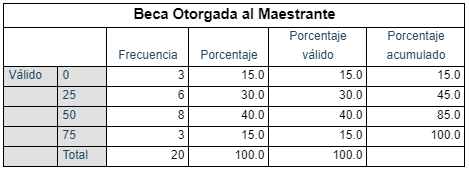 Beca Otorgada al Maestrante
Frecuencia Porcentaje Porcentaje válido Porcentaje acumulado
Válido 0 3 15.0 15.0 15.0
25 6 30.0 30.0 45.0
50 8 40.0 40.0 85.0
75 3 15.0 15.0 100.0
Total 20 100.0 100.0